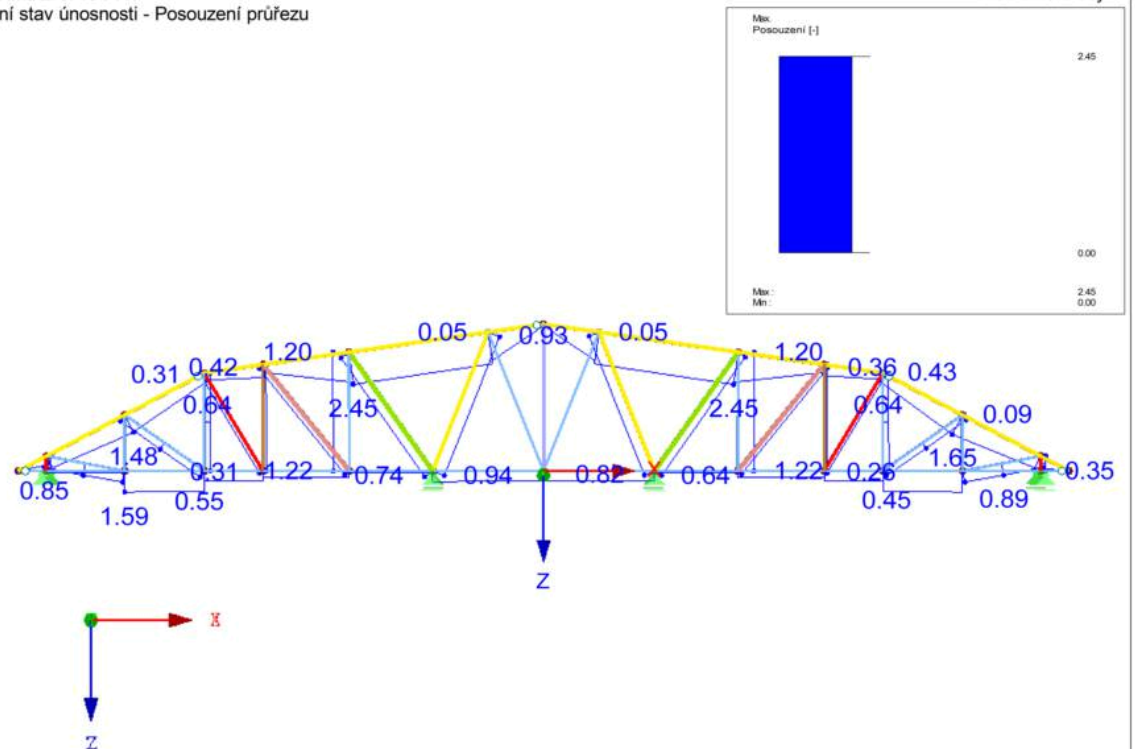 ní stav únosnosti - Posouzení průřezu
Max.
Posouzení [-]
2.45
0.00
Max : 2.45
Min : 0.00
0.05 0.93 0.05
0.31 0.42 1.20 1.20 0.36 0.43
0.64 2.45 2.45 0.64 0.09
1.48 0.31 1.22 0.74 0.94 0.82 0.64 1.22 0.26 1.65 0.35
0.85 0.55 0.45 0.89
1.59
Z
X
Z